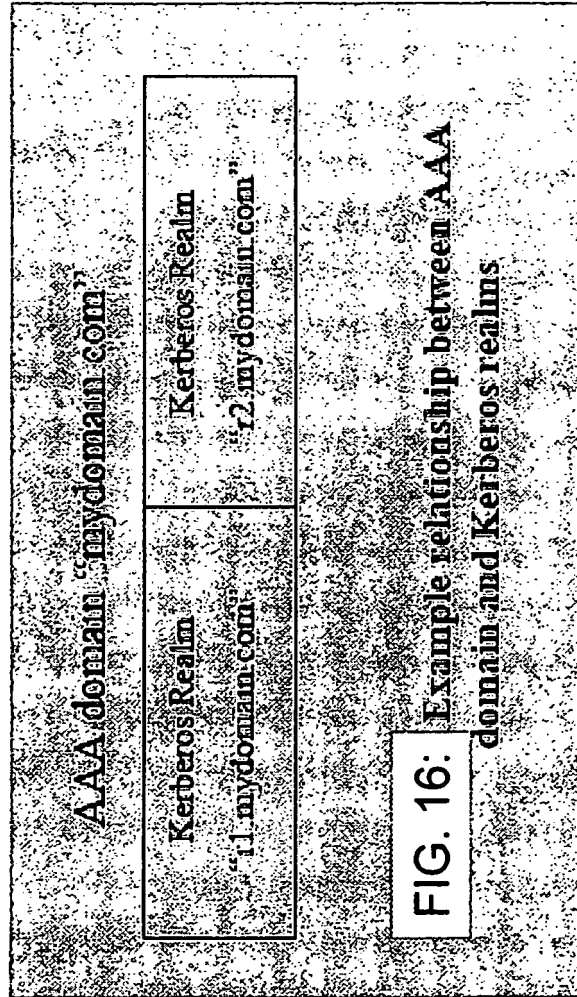 AAA domain "mydomain.com"
Kerberos Realm
"r1.mydomain.com"
Kerberos Realm
"r2.mydomain.com"
FIG. 16: Example relationship between AAA
domain and Kerberos realms